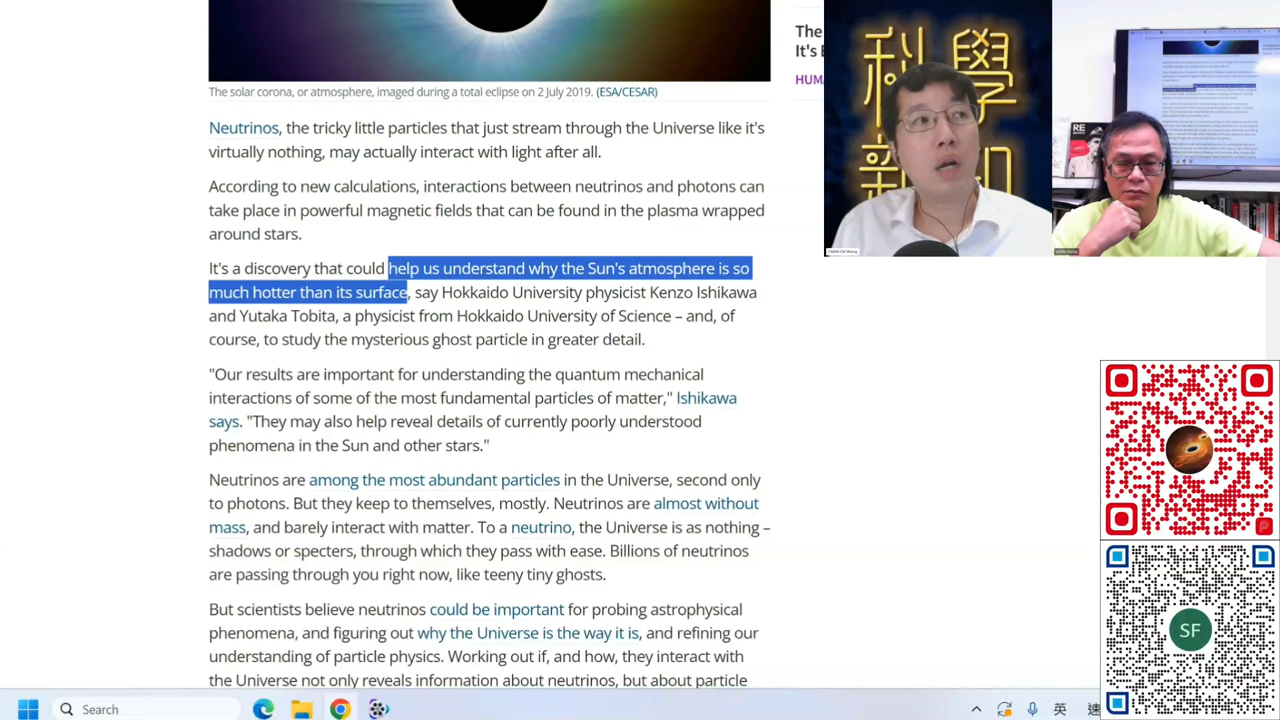 The solar corona, or atmosphere, imaged during a total eclipse on 2 July 2019. (ESA/CESAR)
Neutrinos, the tricky little particles that just stream through the Universe like it's
virtually nothing, may actually interact with light after all.
According to new calculations, interactions between neutrinos and photons can
take place in powerful magnetic fields that can be found in the plasma wrapped
around stars.
It's a discovery that could help us understand why the Sun's atmosphere is so
much hotter than its surface, say Hokkaido University physicist Kenzo Ishikawa
and Yutaka Tobita, a physicist from Hokkaido University of Science – and, of
course, to study the mysterious ghost particle in greater detail.
"Our results are important for understanding the quantum mechanical
interactions of some of the most fundamental particles of matter," Ishikawa
says. "They may also help reveal details of currently poorly understood
phenomena in the Sun and other stars."
Neutrinos are among the most abundant particles in the Universe, second only
to photons. But they keep pretty much to themselves. Neutrinos are almost without
mass, and barely interact with matter. To a neutrino, the Universe is as nothing –
shadows or specters, through which they pass with ease. Billions of neutrinos
are passing through you right now, like teeny tiny ghosts.
But scientists believe neutrinos could be important for probing astrophysical
phenomena, and figuring out why the Universe is the way it is, and refining our
understanding of particle physics. Knowing if, and how, they interact with
the Universe not only reveals information about neutrinos, but about particle
The
It's E
HUMA
科學
新知
RE
SF
Search
英
速